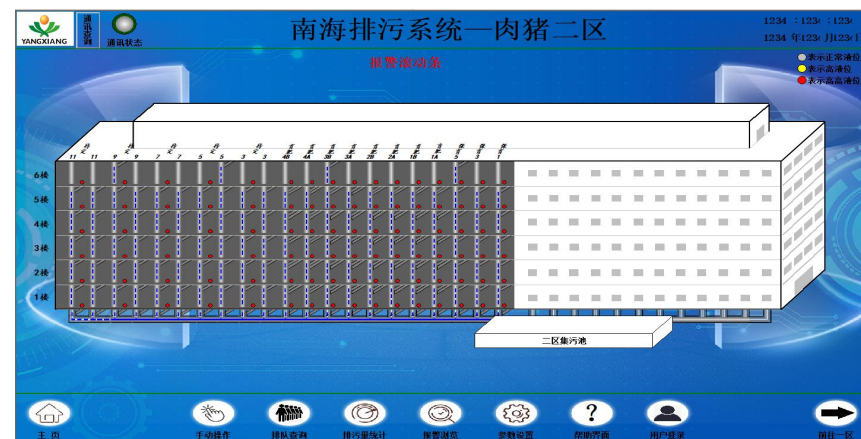 YANGXIANG
通讯查询
通讯状态
南海排污系统—肉猪二区
1234 :123 :123
1234 年123 月123
报警滚动条
表示正常液位
表示高液位
表示高高液位
11 11 9 9 7 7 5 5 3 3 4B 4A 3B 3A 2B 2A 1B 1A 5 3 1
6楼
5楼
4楼
3楼
2楼
1楼
二区集污池
主 页
手动操作
排队查询
排污量统计
报警浏览
参数设置
帮助界面
用户登录
前往一区